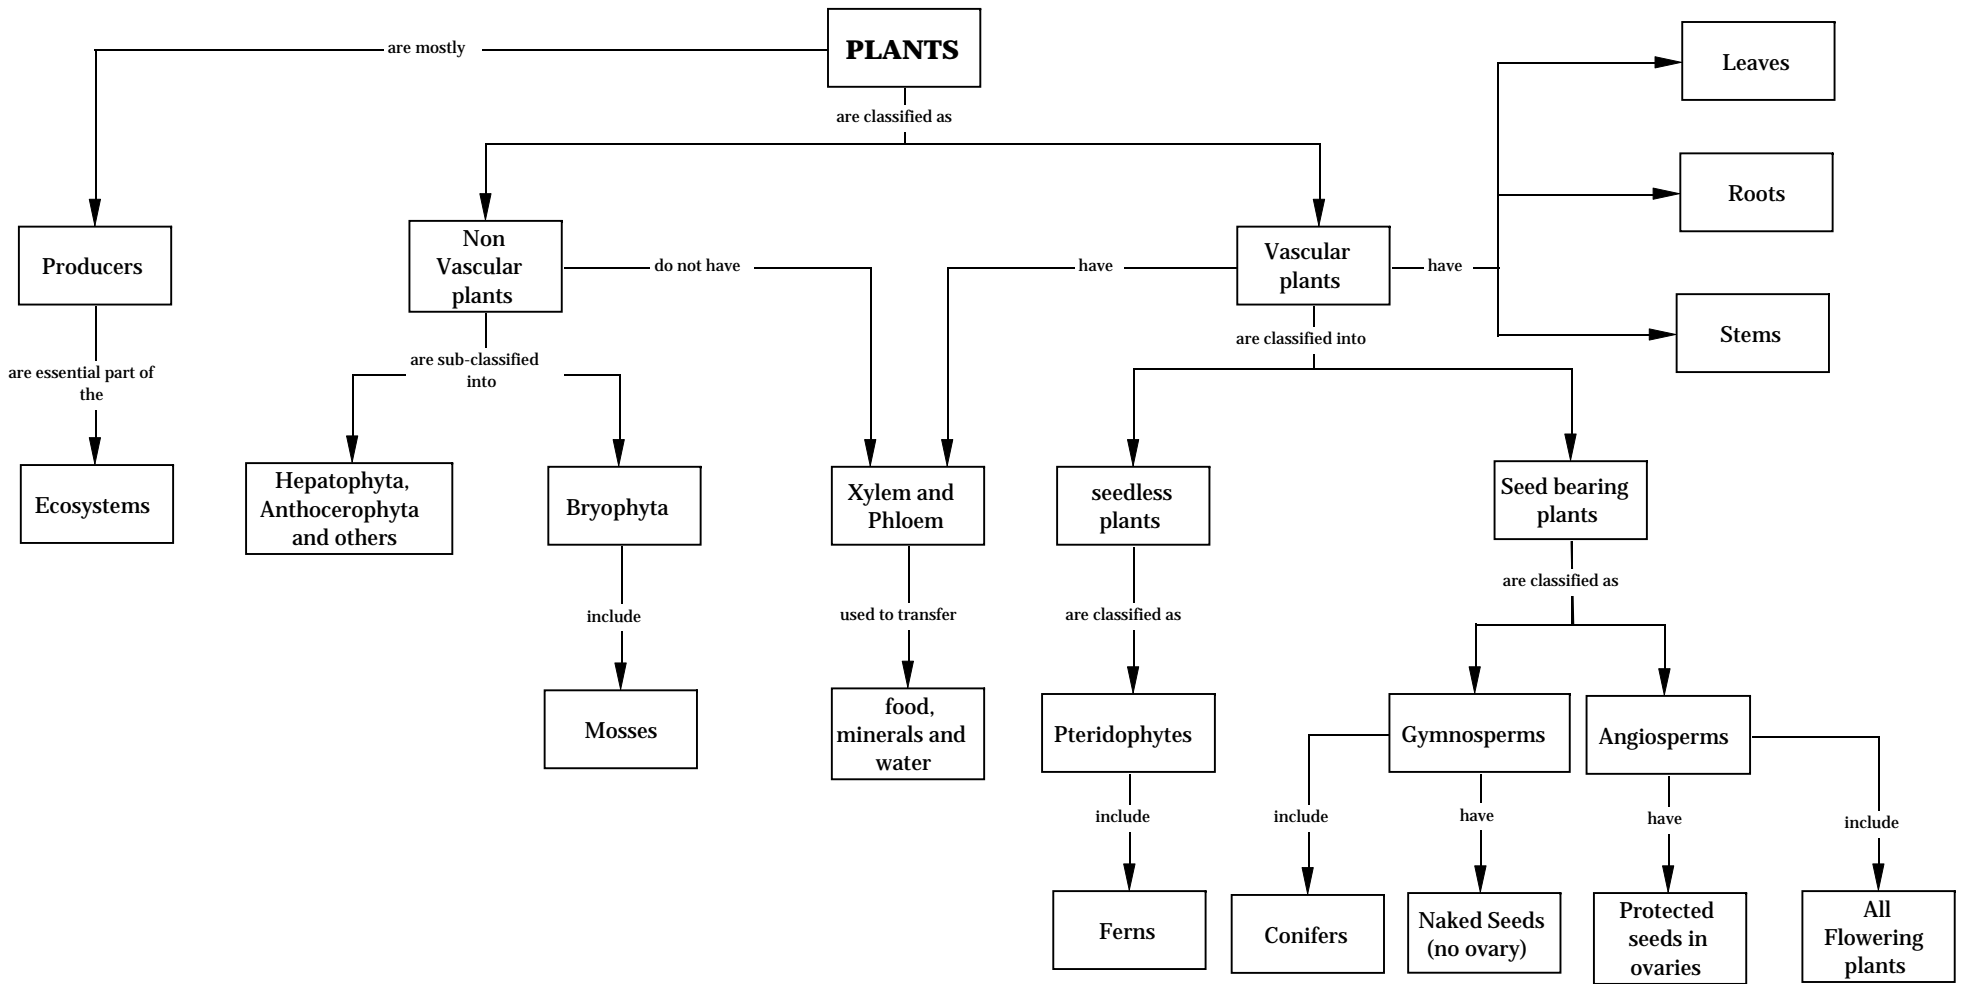 PLANTS
are mostly
Leaves
are classified as
Roots
Producers
Non
Vascular
plants
do not have
have
Vascular
plants
have
Stems
are essential part of
the
are sub-classified
into
are classified into
Ecosystems
Hepatophyta,
Anthocerophyta
and others
Bryophyta
Xylem and
Phloem
seedless
plants
Seed bearing
plants
include
used to transfer
are classified as
are classified as
Mosses
food,
minerals and
water
Pteridophytes
Gymnosperms
Angiosperms
include
include
have
have
include
Ferns
Conifers
Naked Seeds
(no ovary)
Protected
seeds in
ovaries
All
Flowering
plants